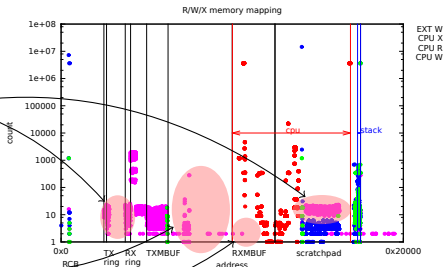 R/W/X memory mapping
1e+08
1e+07
1e+06
100000
10000
1000
100
10
1
count
EXT W
CPU X
CPU R
CPU W
cpu
stack
0x0
0x20000
RCB
TX
ring
RX
ring
TXMBUF
RXMBUF
scratchpad
address